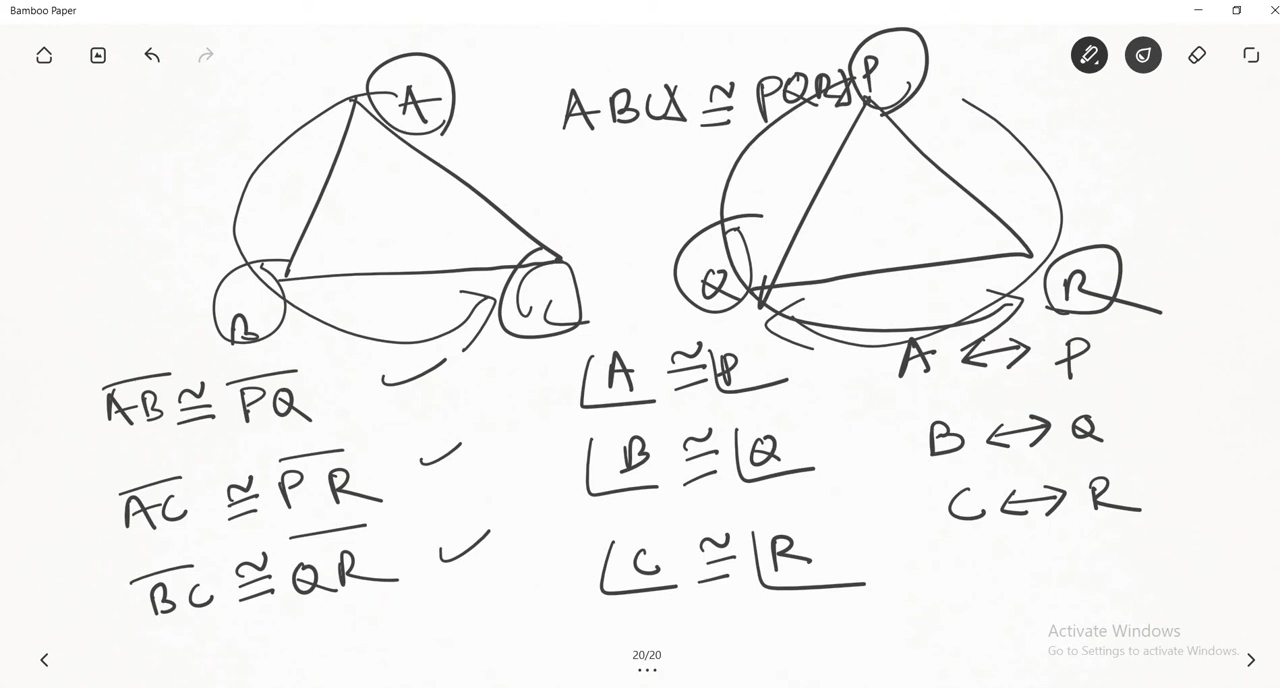 Bamboo Paper
A
P
ABC ≅ PQR
B
C
Q
R
AB ≅ PQ
AC ≅ PR
BC ≅ QR
∠A ≅ ∠P
∠B ≅ ∠Q
∠C ≅ ∠R
A ↔ P
B ↔ Q
C ↔ R
20/20
Activate Windows
Go to Settings to activate Windows.